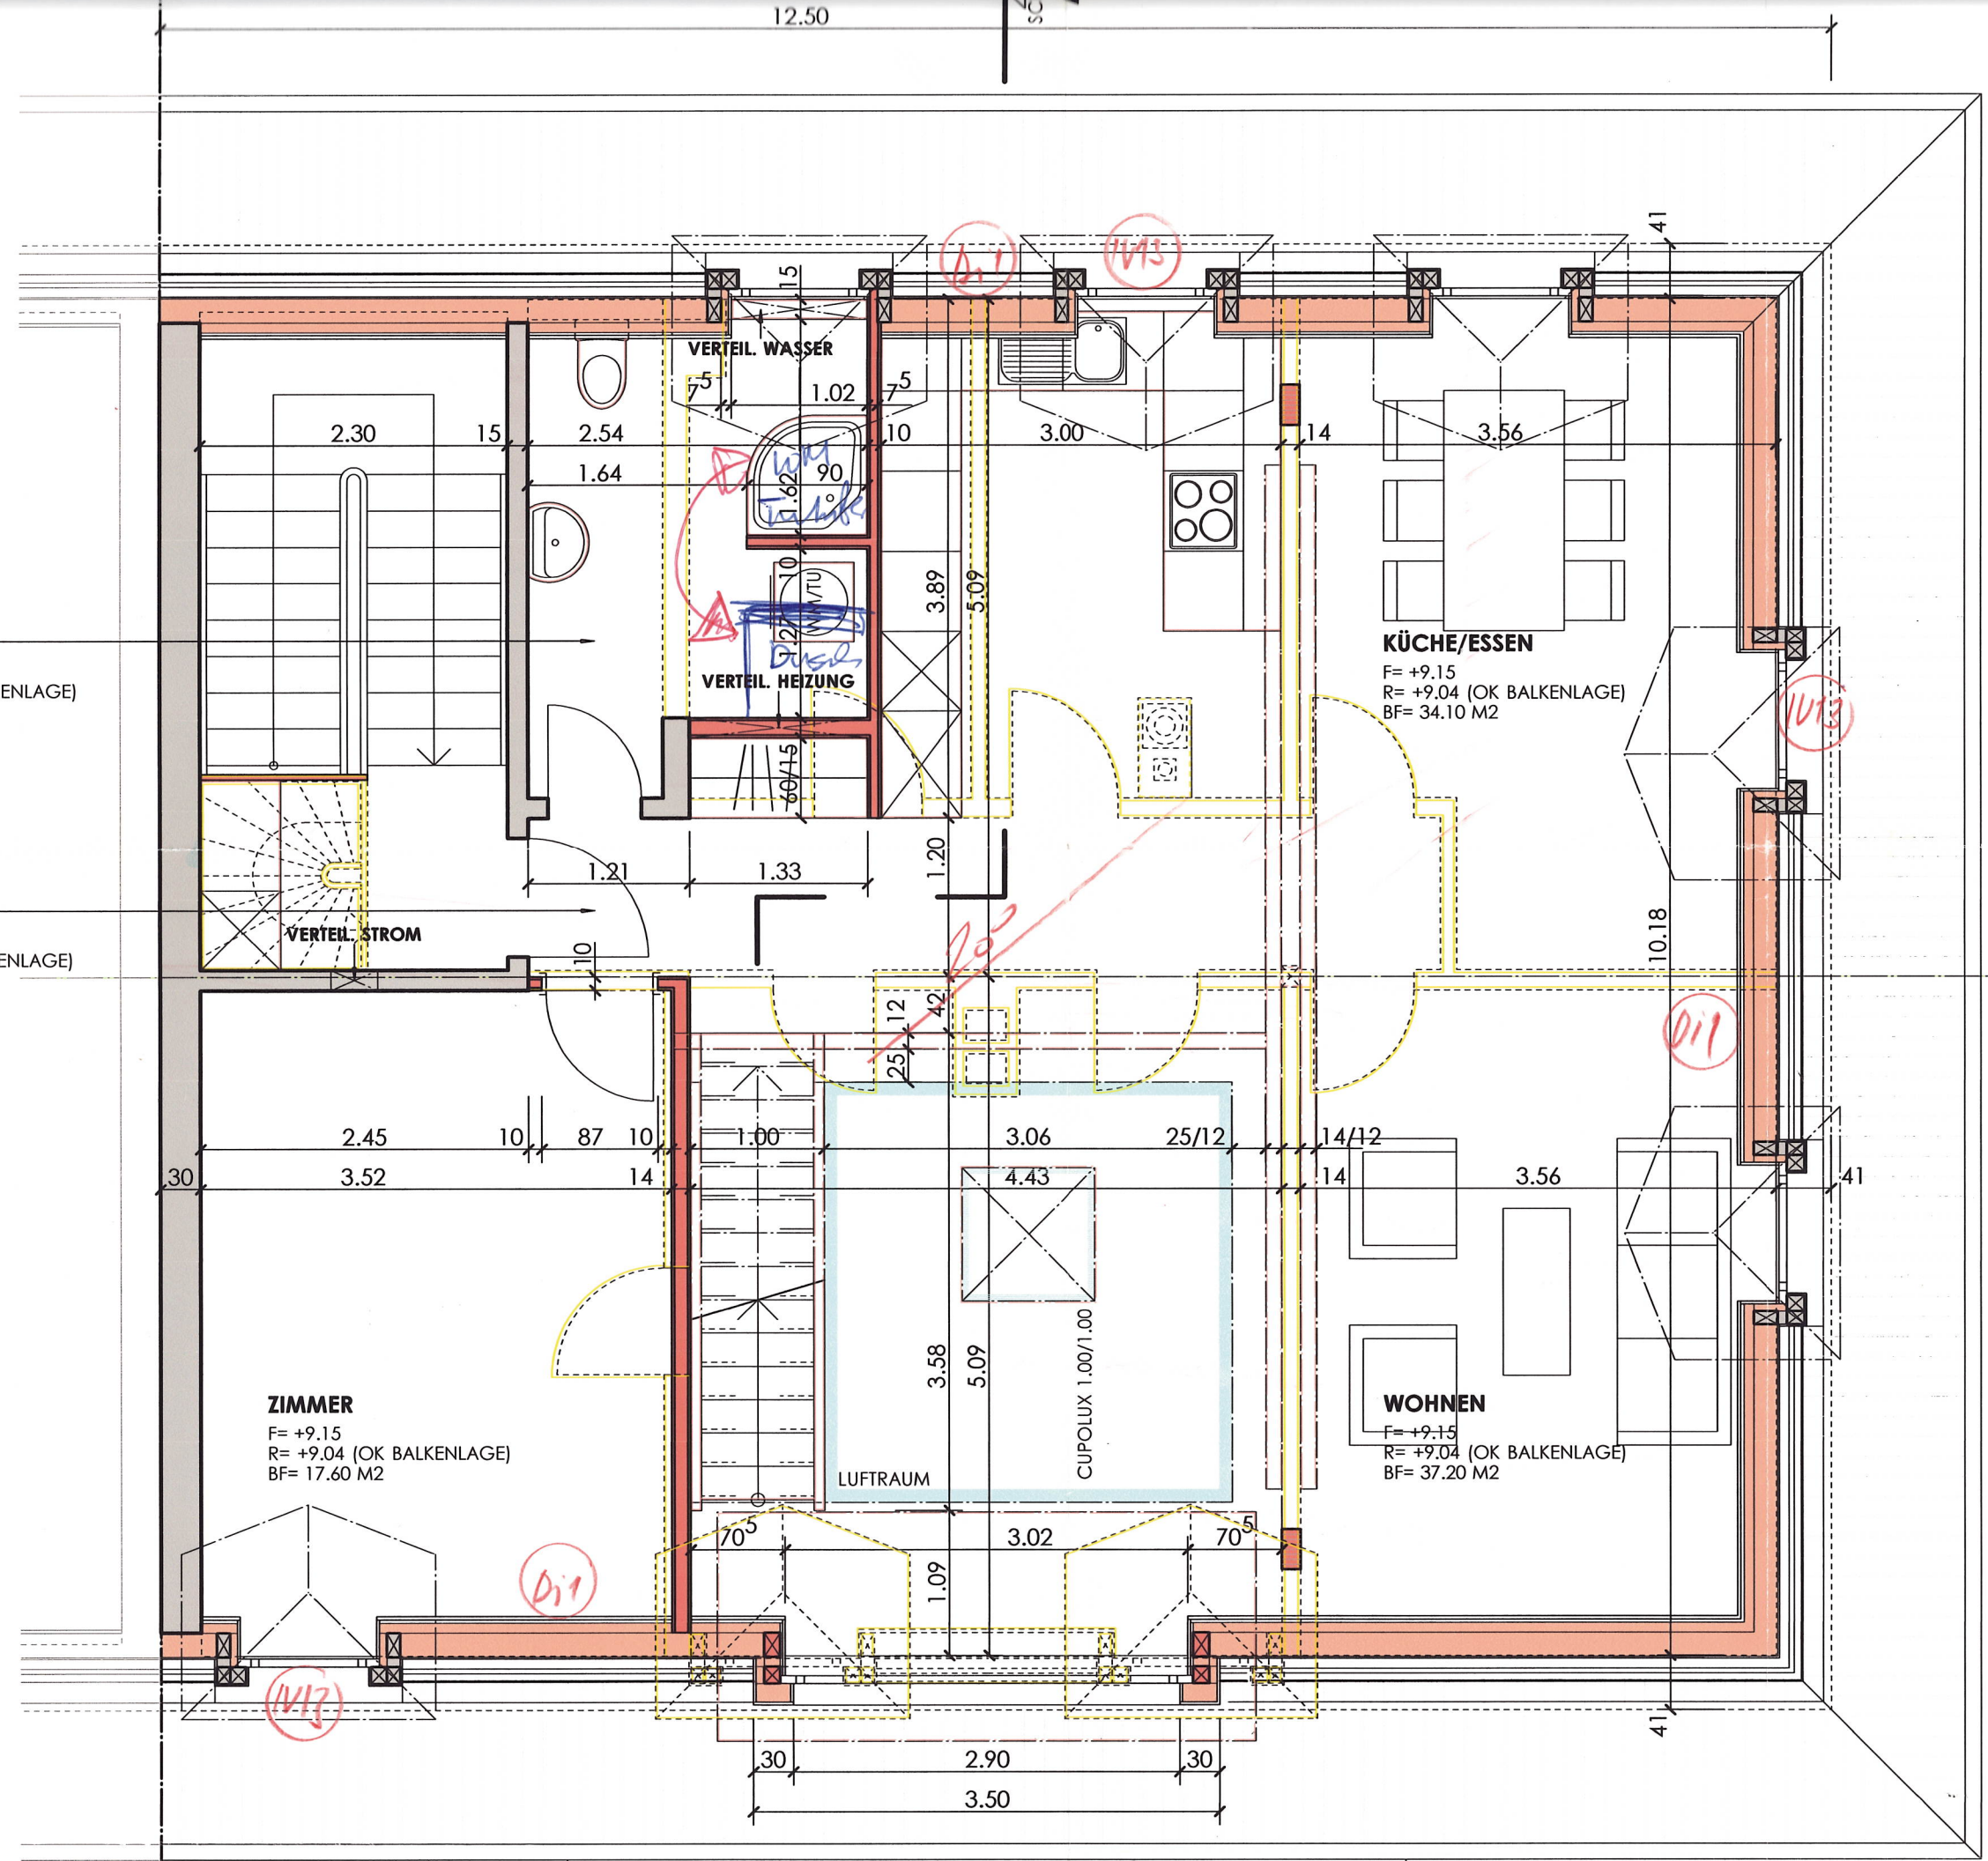 12.50
41
Di1
IV13
15
VERTEIL. WASSER
7⁵
1.02
7⁵
2.30
15
2.54
10
3.00
14
3.56
1.64
90
WM
1.62
10
WM/TU
1.27
Dusch
3.89
5.09
KÜCHE/ESSEN
F= +9.15
R= +9.04 (OK BALKENLAGE)
BF= 34.10 M2
ENLAGE)
VERTEIL. HEIZUNG
IV13
60/15
1.20
1.21
1.33
VERTEIL. STROM
ENLAGE)
10
10.18
12
42
25
Di1
2.45
10
87
10
1.00
3.06
25/12
14/12
30
3.52
14
4.43
14
3.56
41
3.58
5.09
CUPOLUX 1.00/1.00
ZIMMER
F= +9.15
R= +9.04 (OK BALKENLAGE)
BF= 17.60 M2
WOHNEN
F= +9.15
R= +9.04 (OK BALKENLAGE)
BF= 37.20 M2
LUFTRAUM
70⁵
3.02
70⁵
1.09
Di1
IV13
41
30
2.90
30
3.50